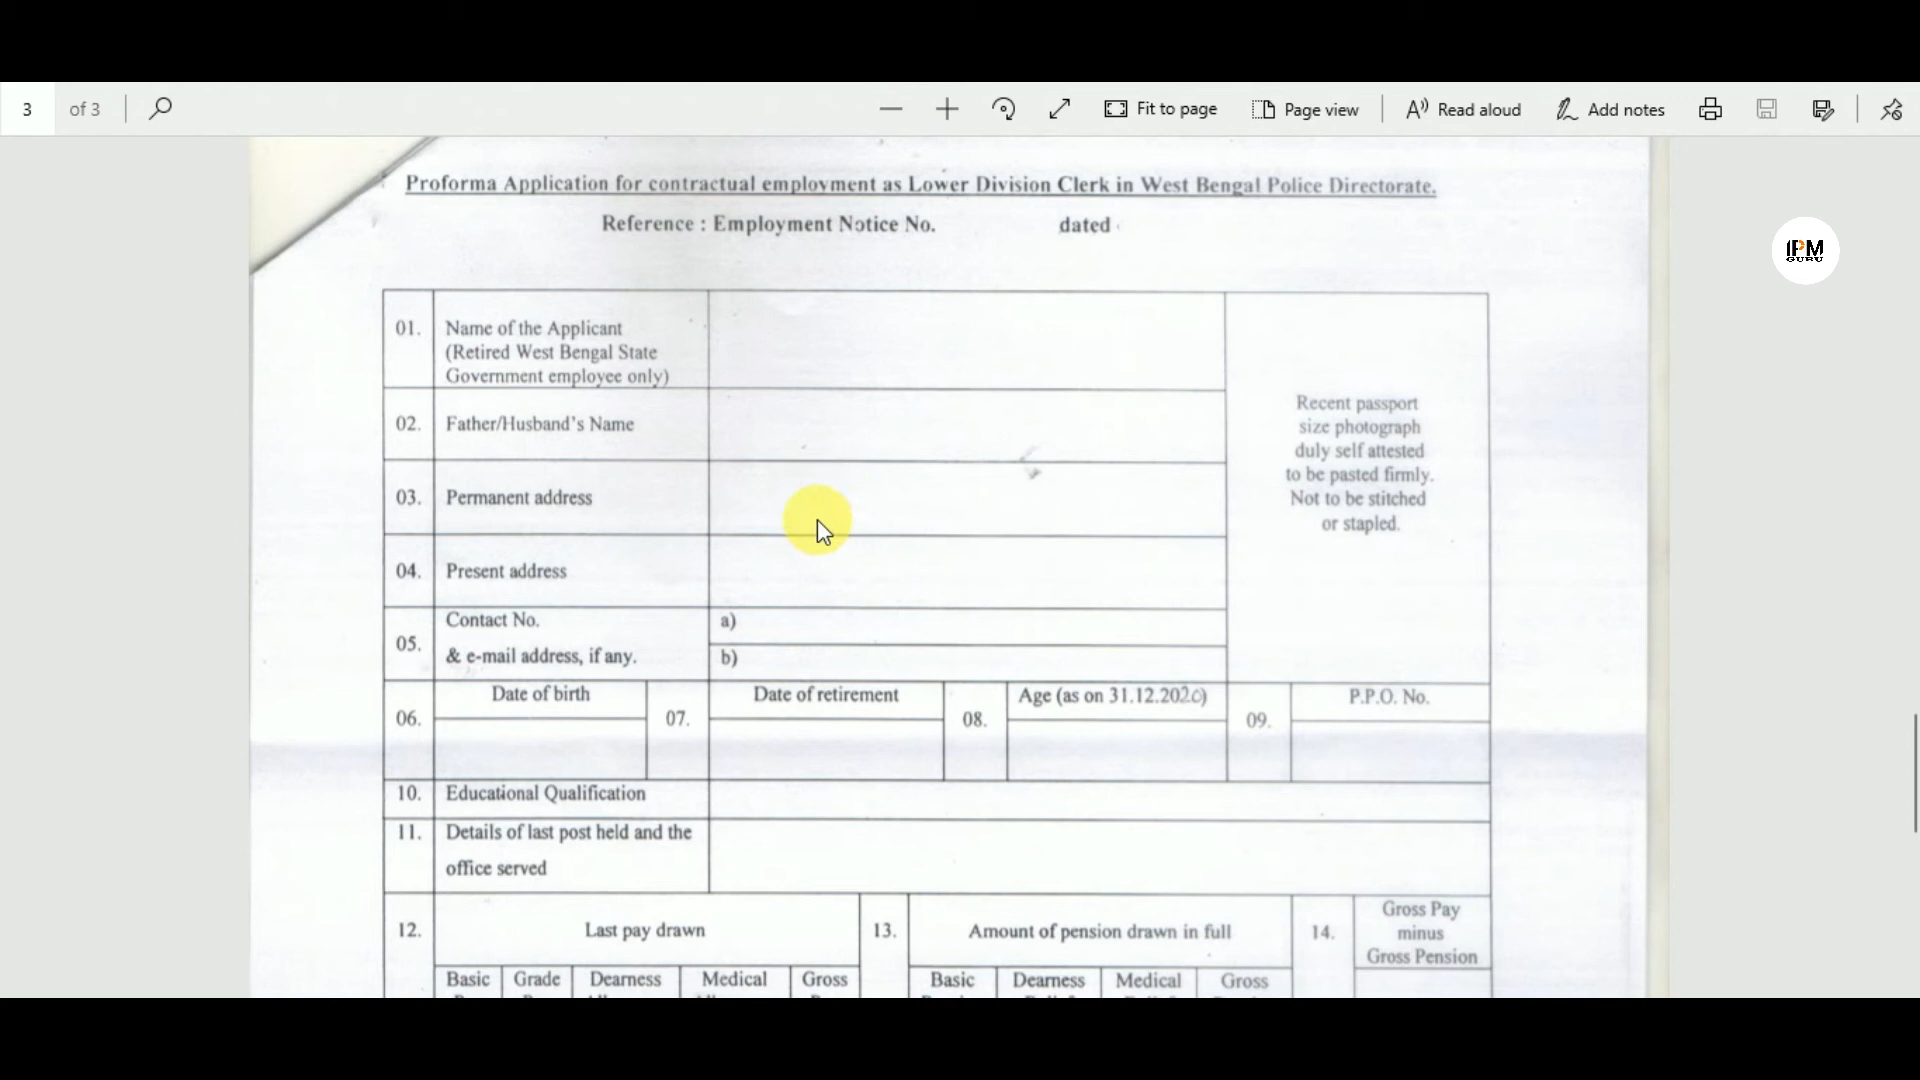 3 of 3 Fit to page Page view Read aloud Add notes
Proforma Application for contractual employment as Lower Division Clerk in West Bengal Police Directorate.
Reference : Employment Notice No. dated
IPM
GURU
01. Name of the Applicant
(Retired West Bengal State
Government employee only)
Recent passport
size photograph
duly self attested
to be pasted firmly.
Not to be stitched
or stapled.
02. Father/Husband's Name
03. Permanent address
04. Present address
05. Contact No. a)
& e-mail address, if any. b)
06. Date of birth 07. Date of retirement 08. Age (as on 31.12.2020) 09. P.P.O. No.
10. Educational Qualification
11. Details of last post held and the
office served
12. Last pay drawn 13. Amount of pension drawn in full 14. Gross Pay
minus
Gross Pension
Basic Grade Dearness Medical Gross Basic Dearness Medical Gross